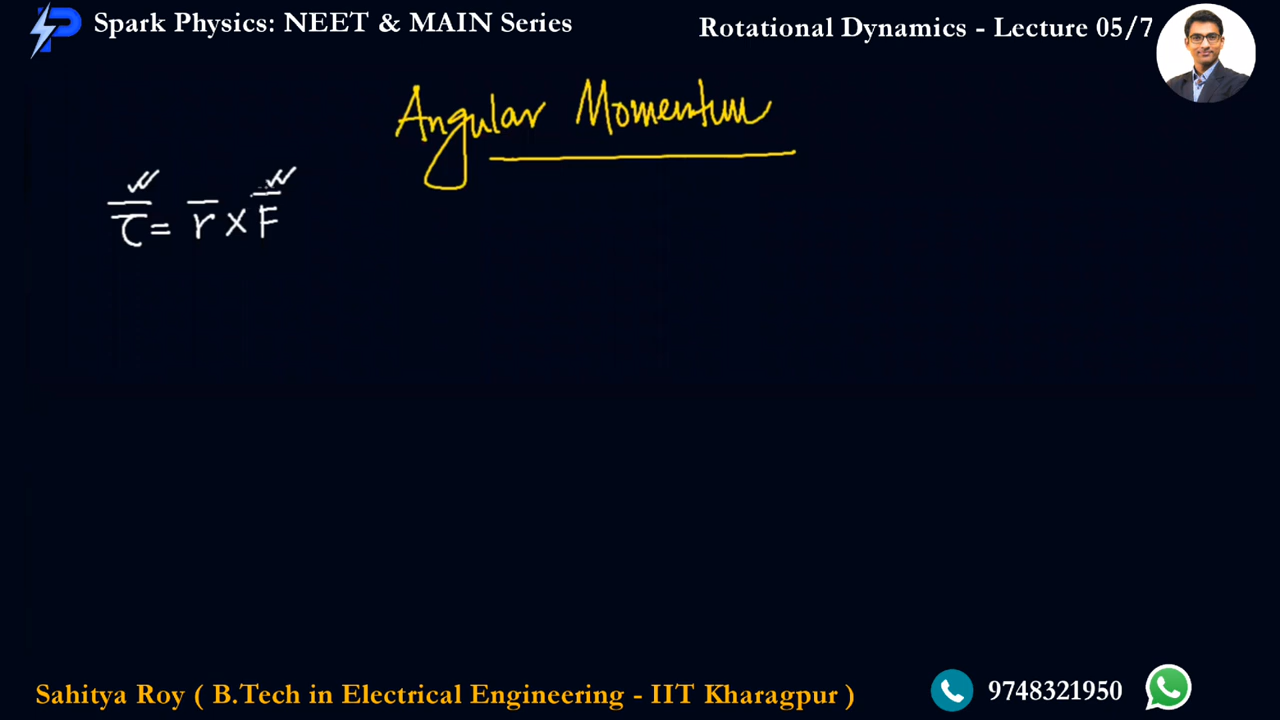 Spark Physics: NEET & MAIN Series
Rotational Dynamics - Lecture 05/7
Angular Momentum
τ̅ = r̅ × F̅
Sahitya Roy ( B.Tech in Electrical Engineering - IIT Kharagpur )
9748321950